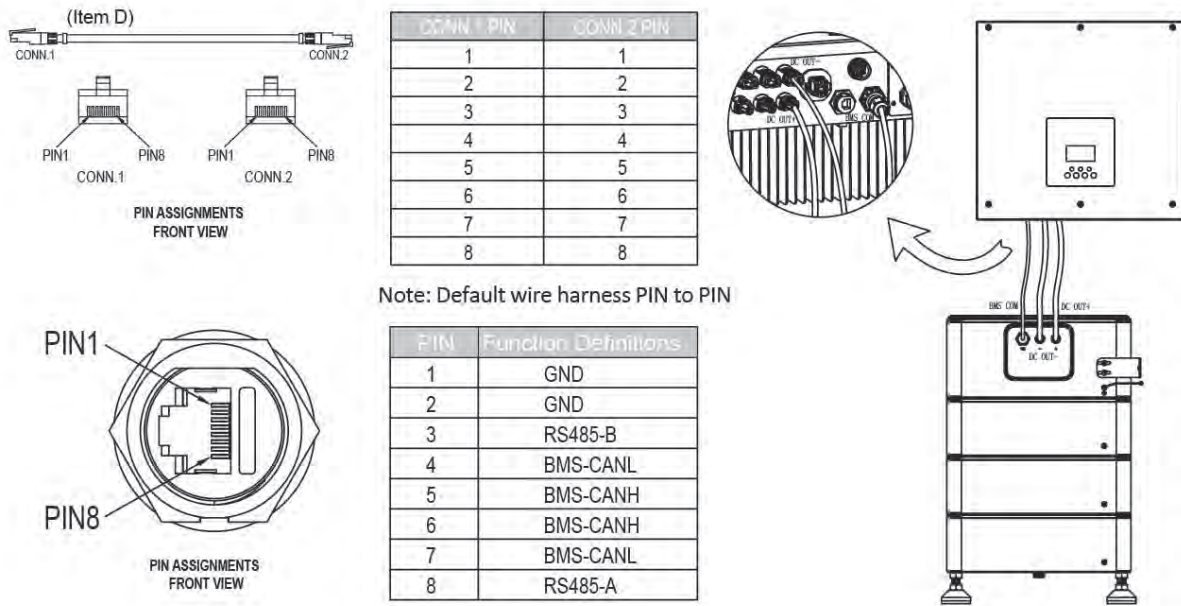 (Item D)
CONN.1
CONN.2
PIN1
PIN8
PIN1
PIN8
CONN.1
CONN.2
PIN ASSIGNMENTS
FRONT VIEW
CONN.1 PIN CONN.2 PIN
1 1
2 2
3 3
4 4
5 5
6 6
7 7
8 8
Note: Default wire harness PIN to PIN
DC OUT-
DC OUT+
BMS COM
BMS COM
DC OUT+
DC OUT-
PIN1
PIN8
PIN ASSIGNMENTS
FRONT VIEW
PIN Function Definitions
1 GND
2 GND
3 RS485-B
4 BMS-CANL
5 BMS-CANH
6 BMS-CANH
7 BMS-CANL
8 RS485-A